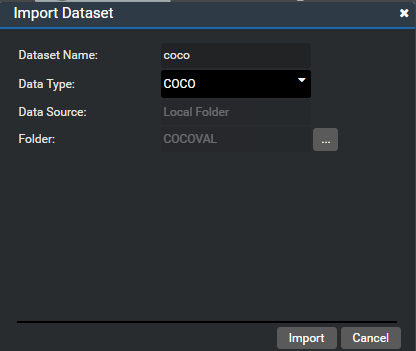 Import Dataset ✖
Dataset Name: coco
Data Type: COCO
Data Source: Local Folder
Folder: COCOVAL ...
Import Cancel